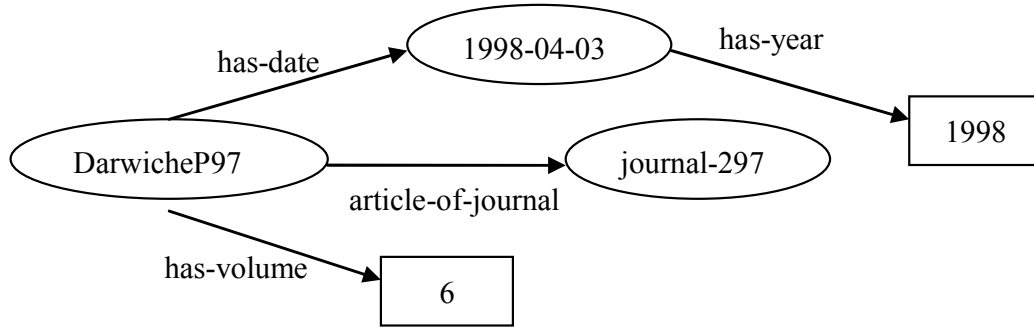 1998-04-03
has-year
has-date
1998
DarwicheP97
journal-297
article-of-journal
has-volume
6